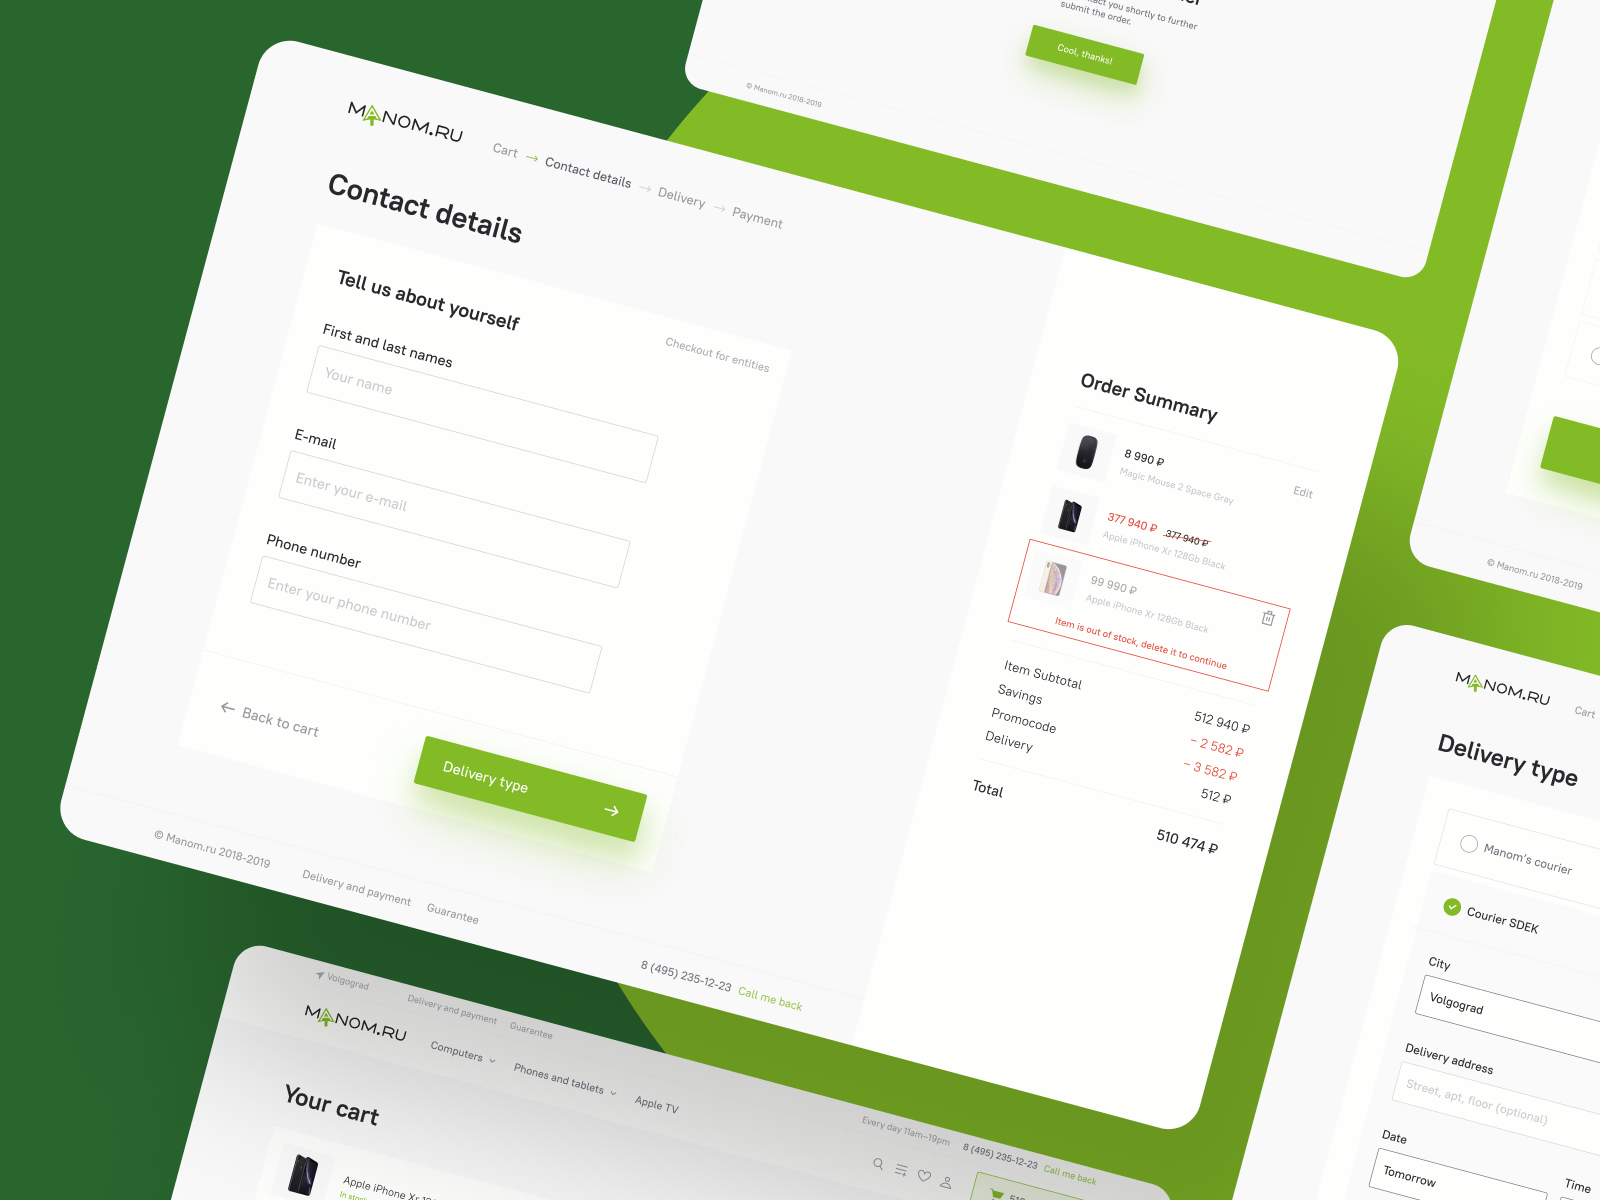 tact you shortly to further
submit the order.
Cool, thanks!
© Manom.ru 2018-2019
MANOM.RU
Cart → Contact details → Delivery → Payment
Contact details
Tell us about yourself
Checkout for entities
First and last names
Your name
E-mail
Enter your e-mail
Phone number
Enter your phone number
← Back to cart
Delivery type →
© Manom.ru 2018-2019
Delivery and payment
Guarantee
8 (495) 235-12-23 Call me back
Order Summary
Edit
8 990 ₽
Magic Mouse 2 Space Gray
377 940 ₽ 377 940 ₽
Apple iPhone Xr 128Gb Black
99 990 ₽
Apple iPhone Xr 128Gb Black
Item is out of stock, delete it to continue
Item Subtotal 512 940 ₽
Savings – 2 582 ₽
Promocode – 3 582 ₽
Delivery 512 ₽
Total 510 474 ₽
© Manom.ru 2018-2019
MANOM.RU
Cart
Delivery type
Manom's courier
Courier SDEK
City
Volgograd
Delivery address
Street, apt, floor (optional)
Date
Tomorrow
Time
Volgograd
Delivery and payment
Guarantee
Every day 11am–19pm
8 (495) 235-12-23 Call me back
MANOM.RU
Computers
Phones and tablets
Apple TV
Your cart
Apple iPhone Xr
In stock